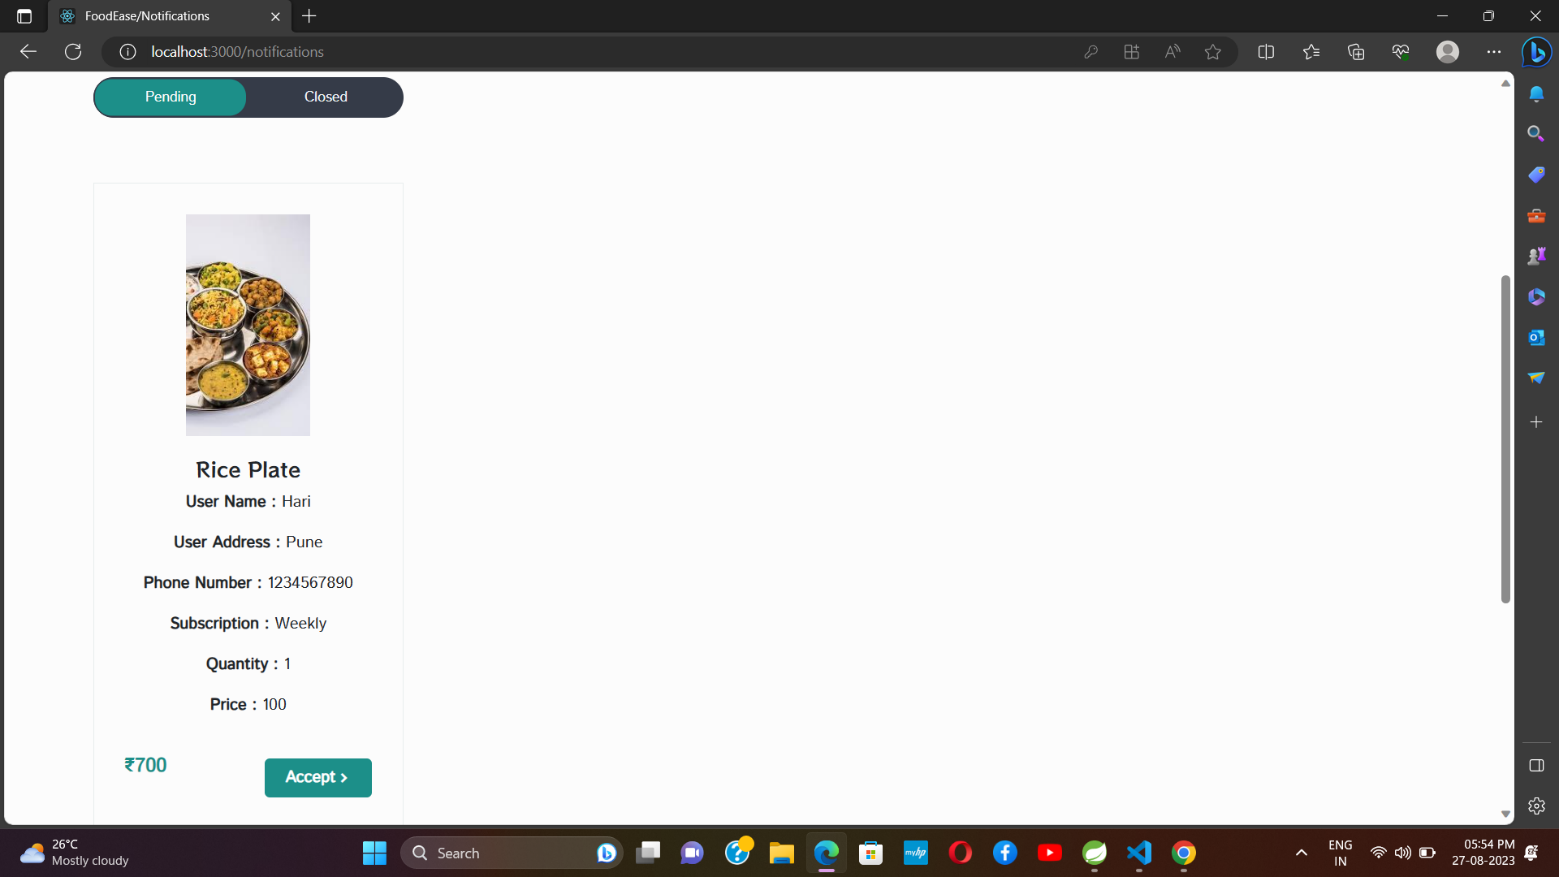 FoodEase/Notifications
localhost:3000/notifications
Pending
Closed
Rice Plate
User Name : Hari
User Address : Pune
Phone Number : 1234567890
Subscription : Weekly
Quantity : 1
Price : 100
₹700
Accept >
26°C
Mostly cloudy
Search
myhp
ENG
IN
05:54 PM
27-08-2023